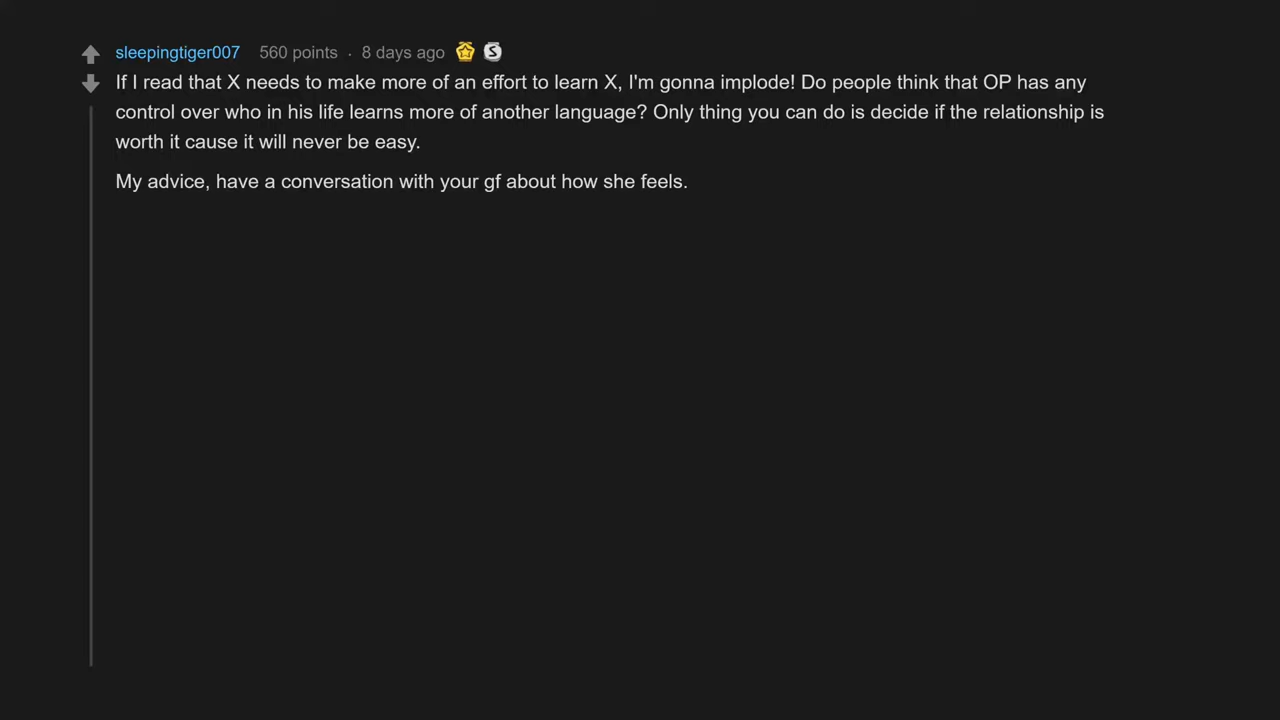 sleepingtiger007 560 points · 8 days ago
If I read that X needs to make more of an effort to learn X, I'm gonna implode! Do people think that OP has any
control over who in his life learns more of another language? Only thing you can do is decide if the relationship is
worth it cause it will never be easy.
My advice, have a conversation with your gf about how she feels.